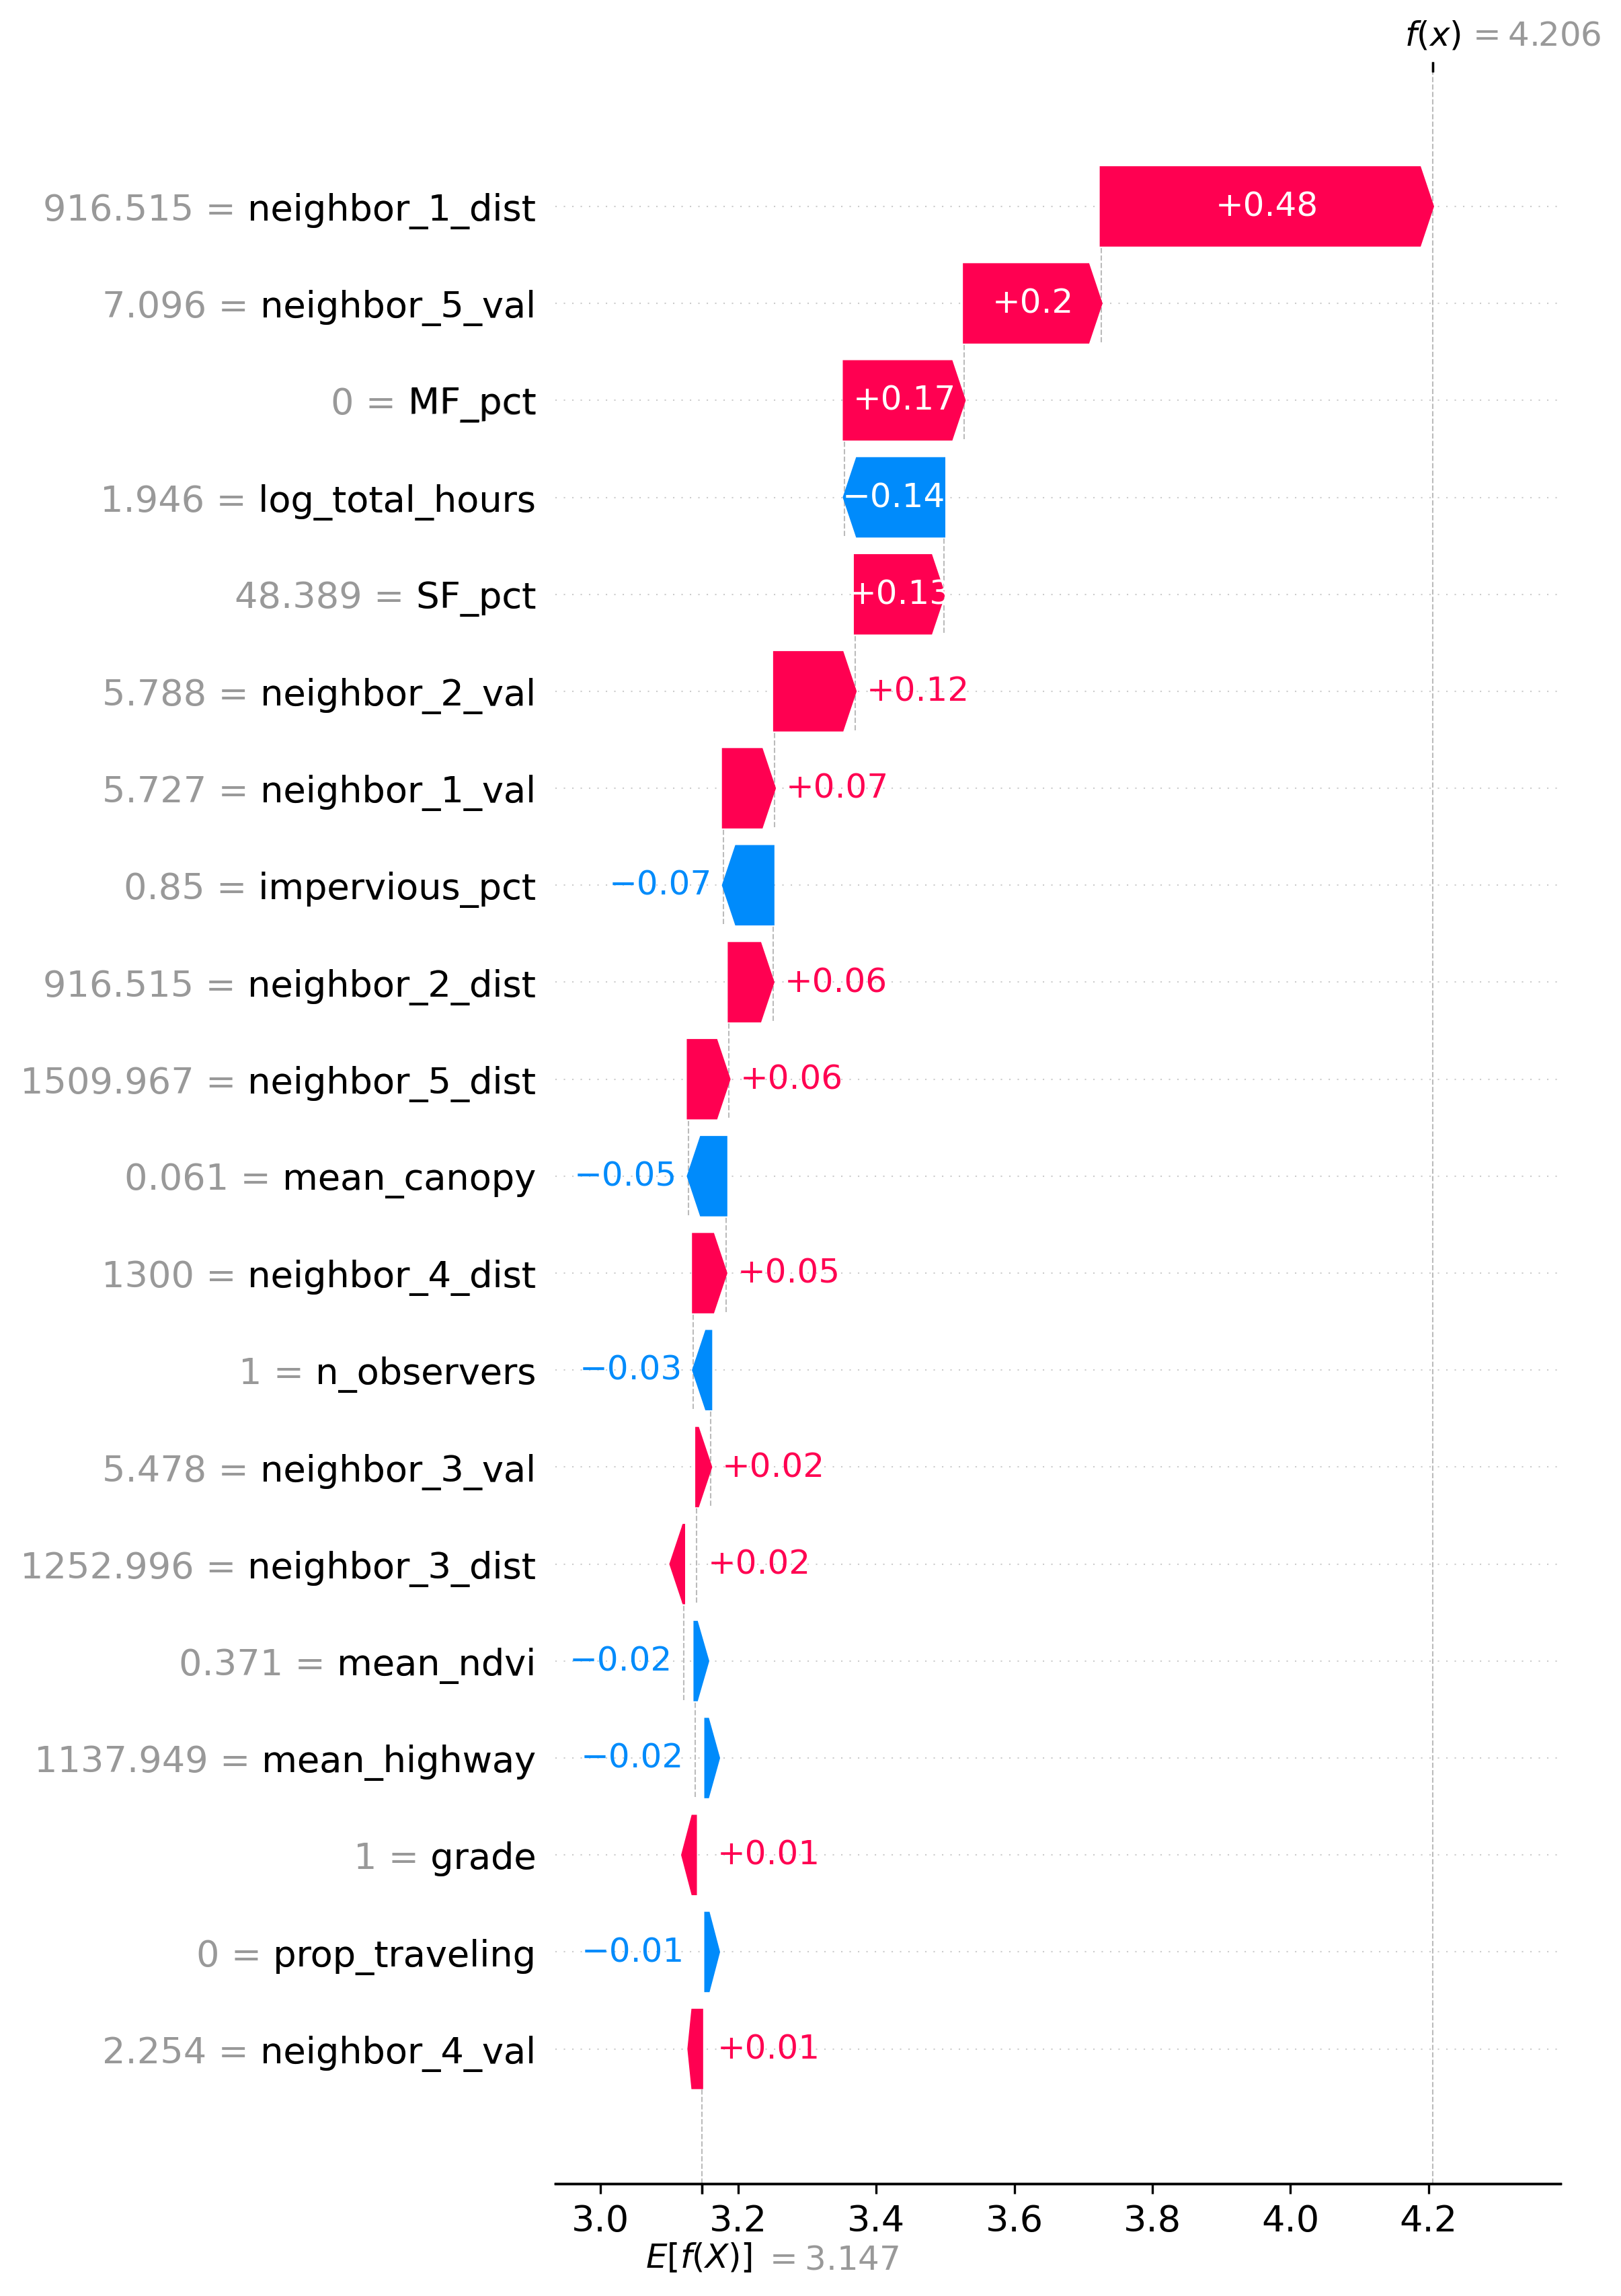 f(x) = 4.206
916.515 = neighbor_1_dist +0.48
7.096 = neighbor_5_val +0.2
0 = MF_pct +0.17
1.946 = log_total_hours −0.14
48.389 = SF_pct +0.13
5.788 = neighbor_2_val +0.12
5.727 = neighbor_1_val +0.07
0.85 = impervious_pct −0.07
916.515 = neighbor_2_dist +0.06
1509.967 = neighbor_5_dist +0.06
0.061 = mean_canopy −0.05
1300 = neighbor_4_dist +0.05
1 = n_observers −0.03
5.478 = neighbor_3_val +0.02
1252.996 = neighbor_3_dist +0.02
0.371 = mean_ndvi −0.02
1137.949 = mean_highway −0.02
1 = grade +0.01
0 = prop_traveling −0.01
2.254 = neighbor_4_val +0.01
3.0 3.2 3.4 3.6 3.8 4.0 4.2
E[f(X)] = 3.147